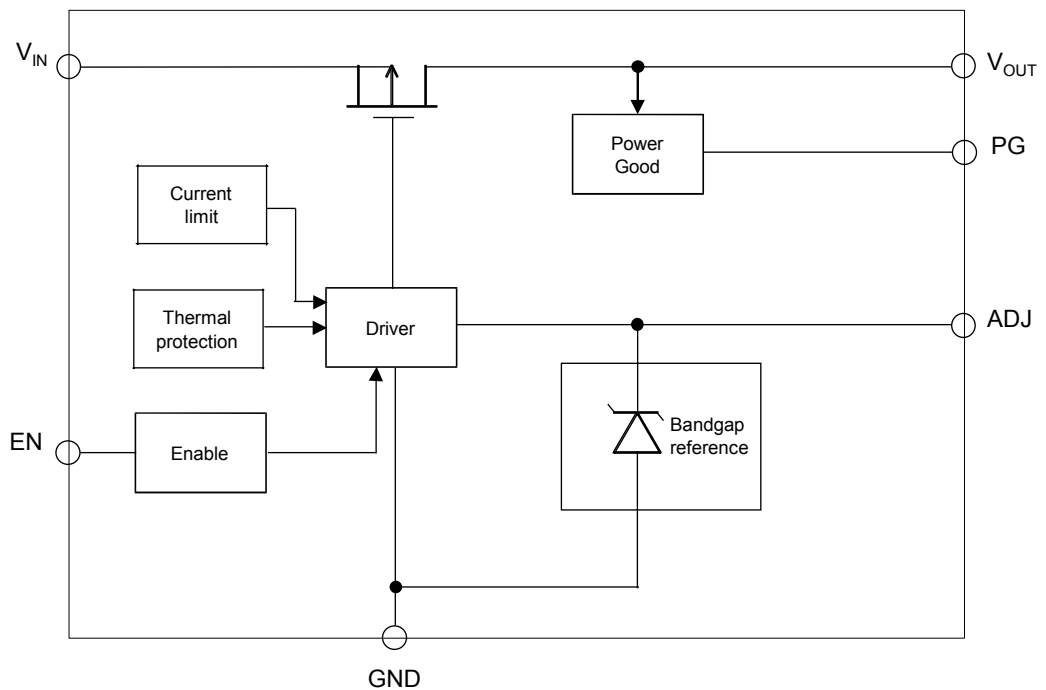 V_IN
V_OUT
Power
Good
PG
Current
limit
Thermal
protection
Driver
ADJ
Bandgap
reference
EN
Enable
GND